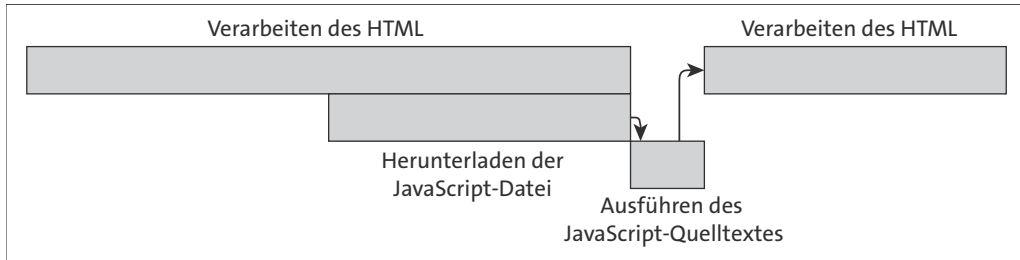 Verarbeiten des HTML
Verarbeiten des HTML
Herunterladen der
JavaScript-Datei
Ausführen des
JavaScript-Quelltextes